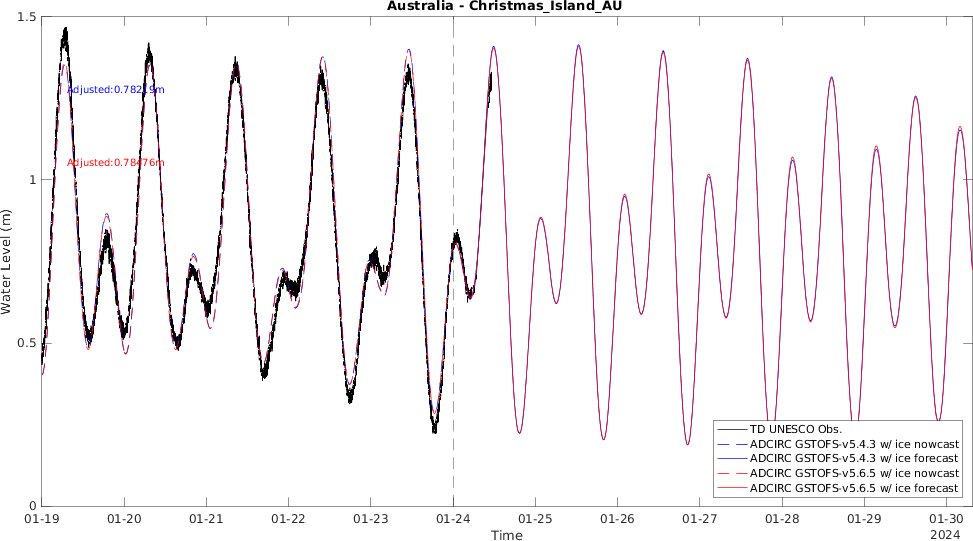 Australia - Christmas_Island_AU
1.5
1
0.5
0
Water Level (m)
Adjusted:0.78219m
Adjusted:0.78476m
TD UNESCO Obs.
ADCIRC GSTOFS-v5.4.3 w/ ice nowcast
ADCIRC GSTOFS-v5.4.3 w/ ice forecast
ADCIRC GSTOFS-v5.6.5 w/ ice nowcast
ADCIRC GSTOFS-v5.6.5 w/ ice forecast
01-19 01-20 01-21 01-22 01-23 01-24 01-25 01-26 01-27 01-28 01-29 01-30
Time
2024